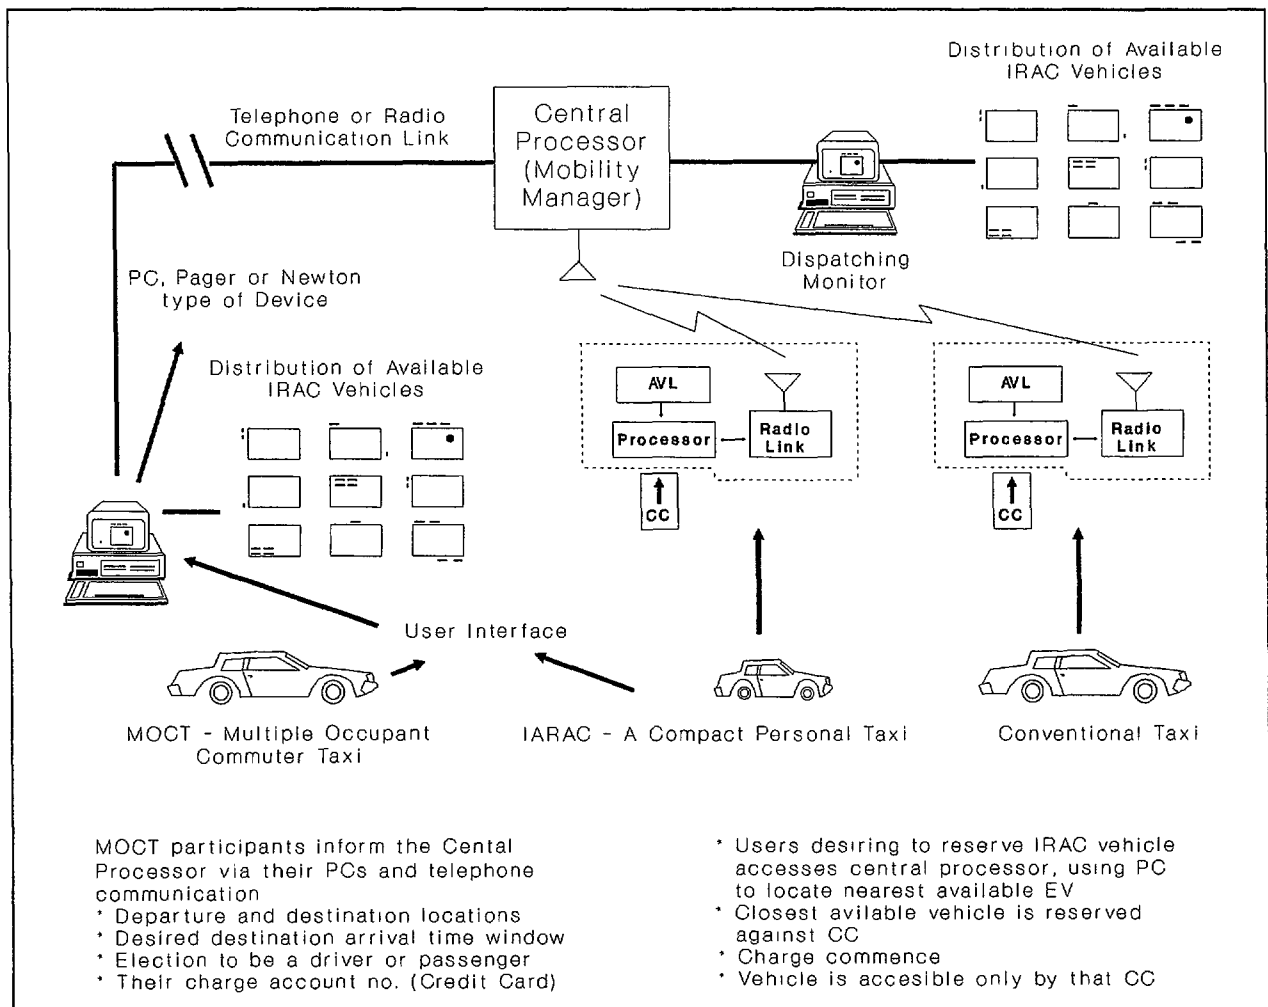 Distribution of Available
IRAC Vehicles
Telephone or Radio
Communication Link
Central
Processor
(Mobility
Manager)
Dispatching
Monitor
PC, Pager or Newton
type of Device
Distribution of Available
IRAC Vehicles
AVL
Processor
Radio
Link
CC
AVL
Processor
Radio
Link
CC
User Interface
MOCT - Multiple Occupant
Commuter Taxi
IARAC - A Compact Personal Taxi
Conventional Taxi
MOCT participants inform the Cental
Processor via their PCs and telephone
communication
* Departure and destination locations
* Desired destination arrival time window
* Election to be a driver or passenger
* Their charge account no. (Credit Card)
* Users desiring to reserve IRAC vehicle
accesses central processor, using PC
to locate nearest available EV
* Closest avilable vehicle is reserved
against CC
* Charge commence
* Vehicle is accesible only by that CC